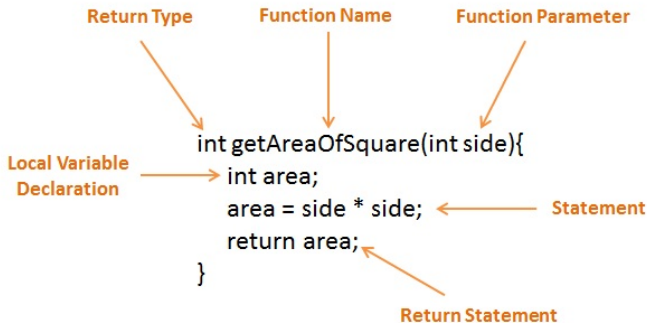 Return Type
Function Name
Function Parameter
int getAreaOfSquare(int side){
Local Variable
Declaration
int area;
area = side * side;
Statement
return area;
}
Return Statement